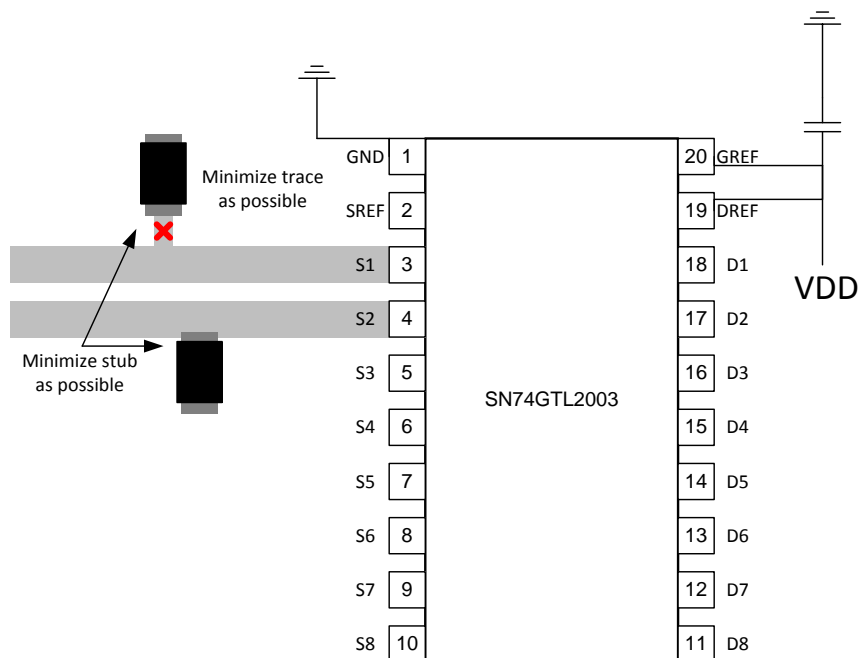 Minimize trace
as possible
Minimize stub
as possible
GND 1
SREF 2
S1 3
S2 4
S3 5
S4 6
S5 7
S6 8
S7 9
S8 10
SN74GTL2003
20 GREF
19 DREF
18 D1
17 D2
16 D3
15 D4
14 D5
13 D6
12 D7
11 D8
VDD